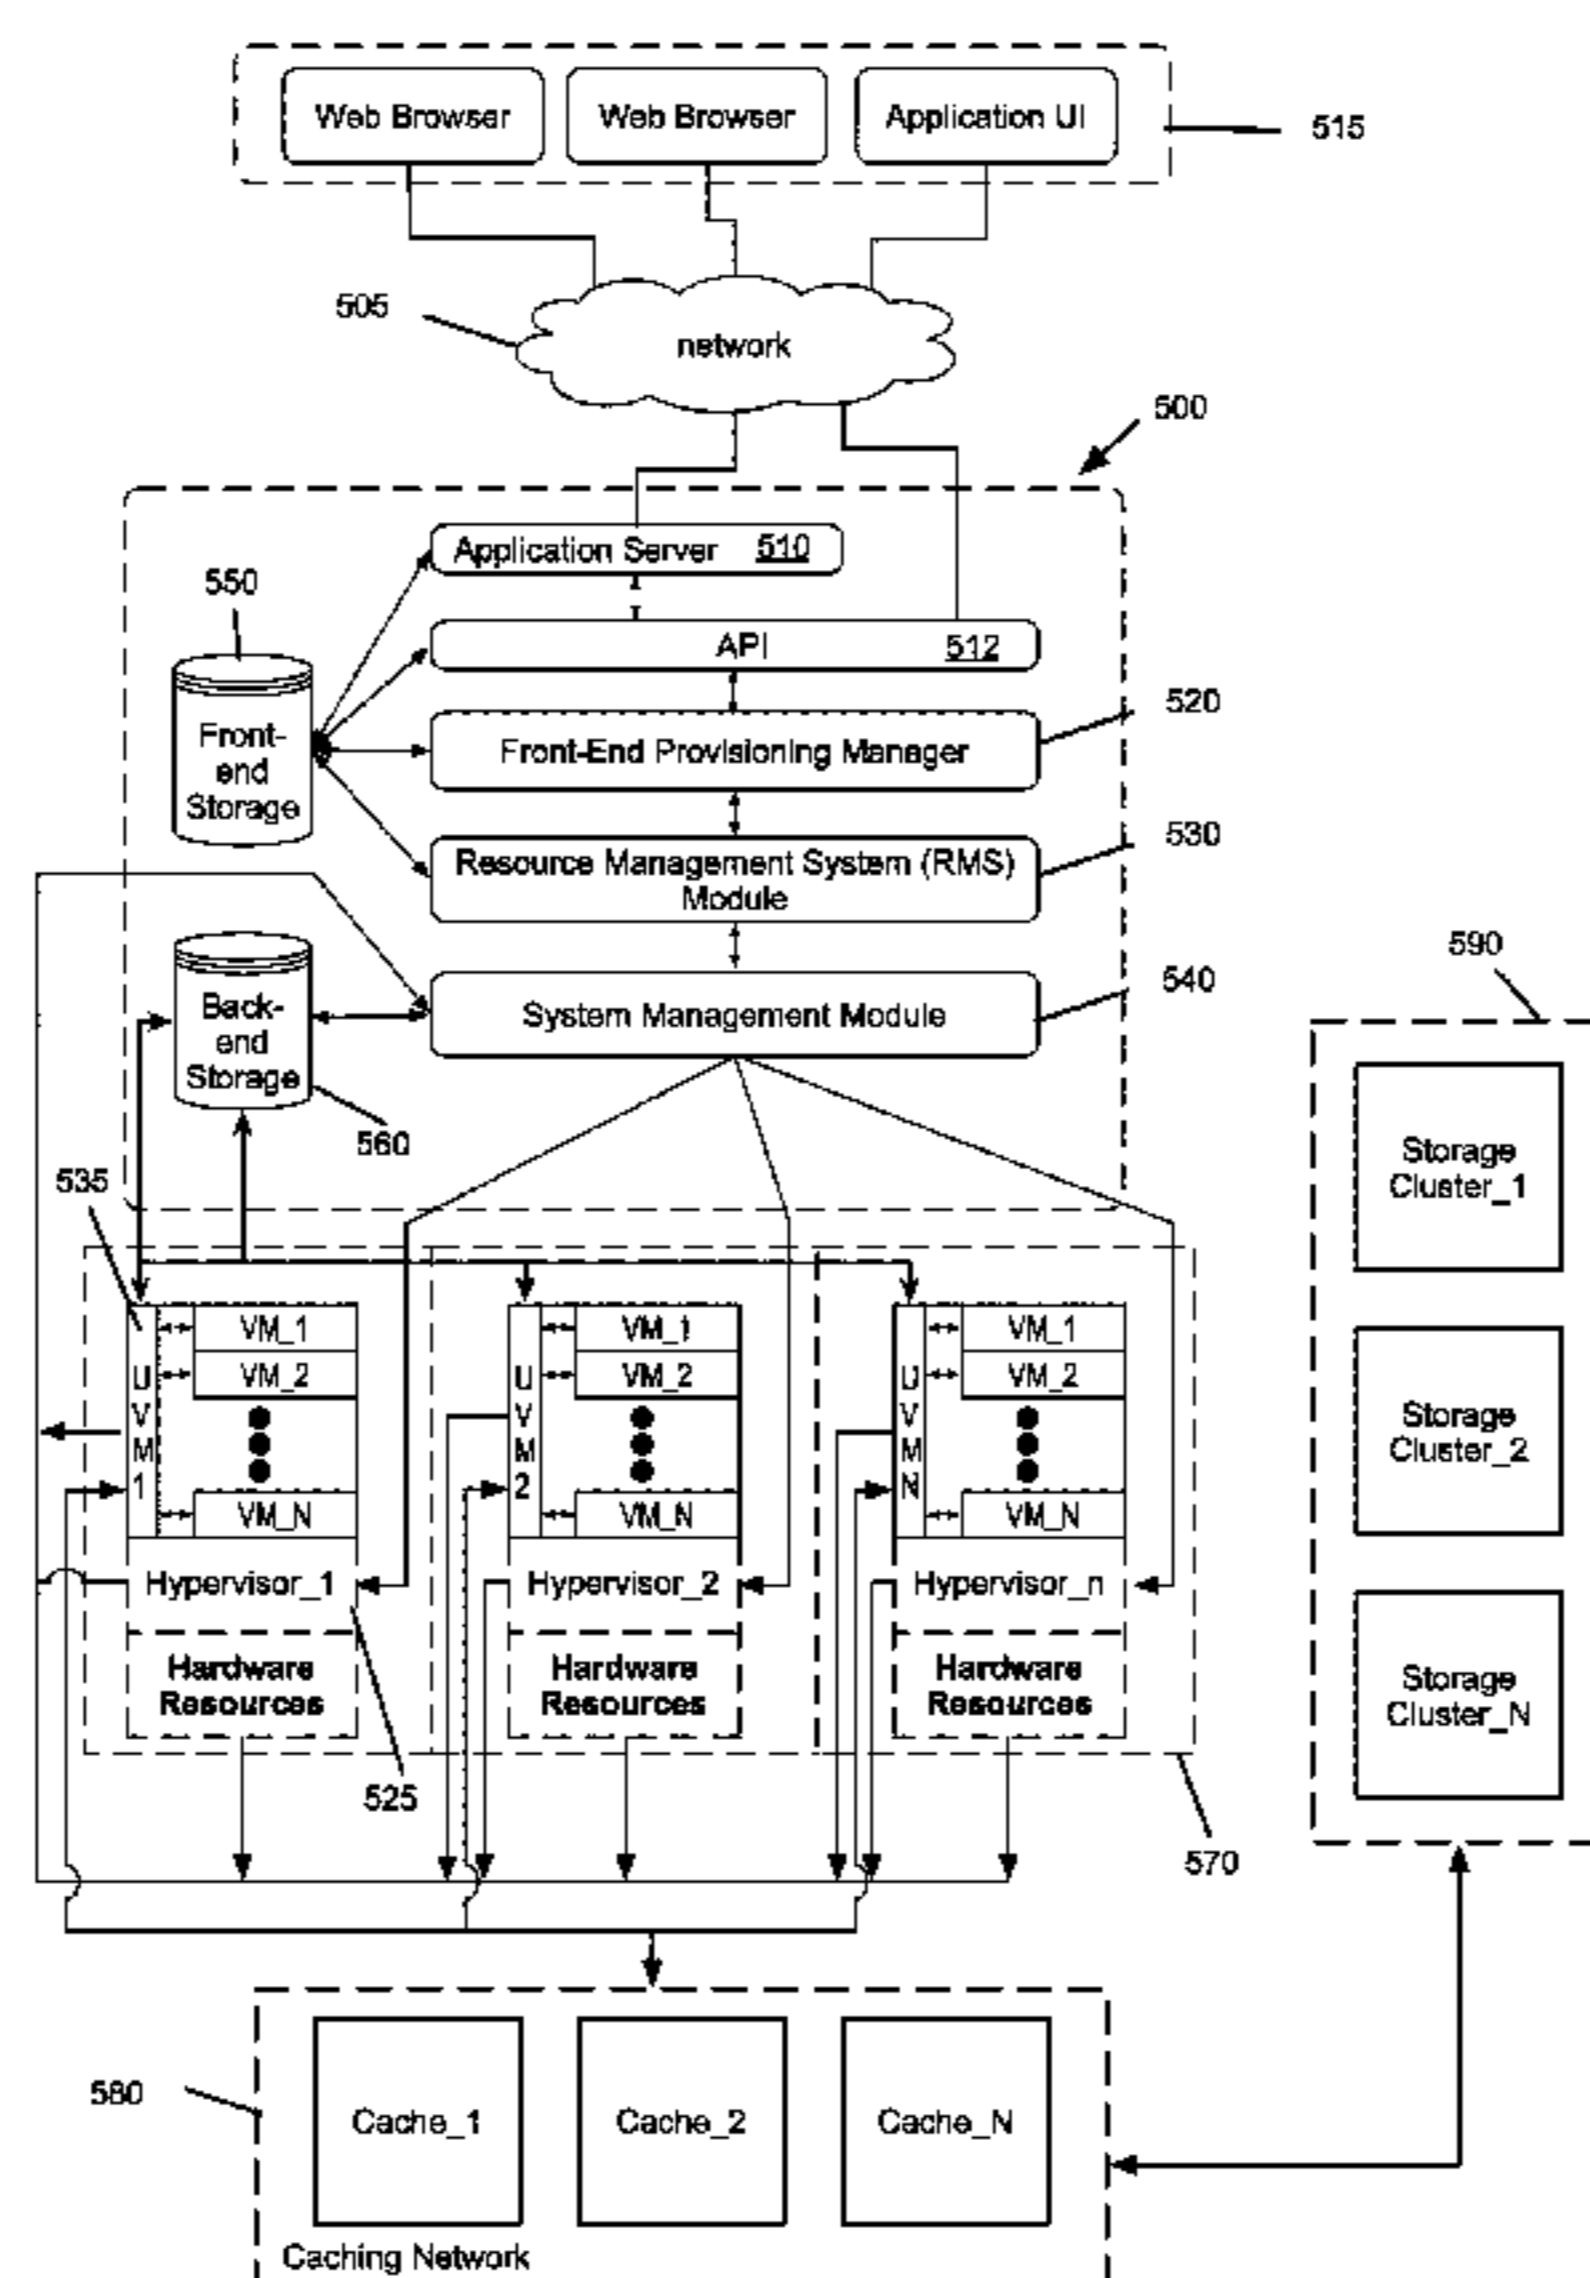 Web Browser
Web Browser
Application UI
515
505
network
500
Application Server 510
550
API 512
520
Front-
end
Storage
Front-End Provisioning Manager
530
Resource Management System (RMS)
Module
590
540
Back-
end
Storage
System Management Module
560
535
Storage
Cluster_1
UVM1
VM_1
VM_2
VM_N
UVM2
VM_1
VM_2
VM_N
UVMN
VM_1
VM_2
VM_N
Storage
Cluster_2
Hypervisor_1
Hypervisor_2
Hypervisor_n
Hardware
Resources
Hardware
Resources
Hardware
Resources
Storage
Cluster_N
525
570
580
Cache_1
Cache_2
Cache_N
Caching Network